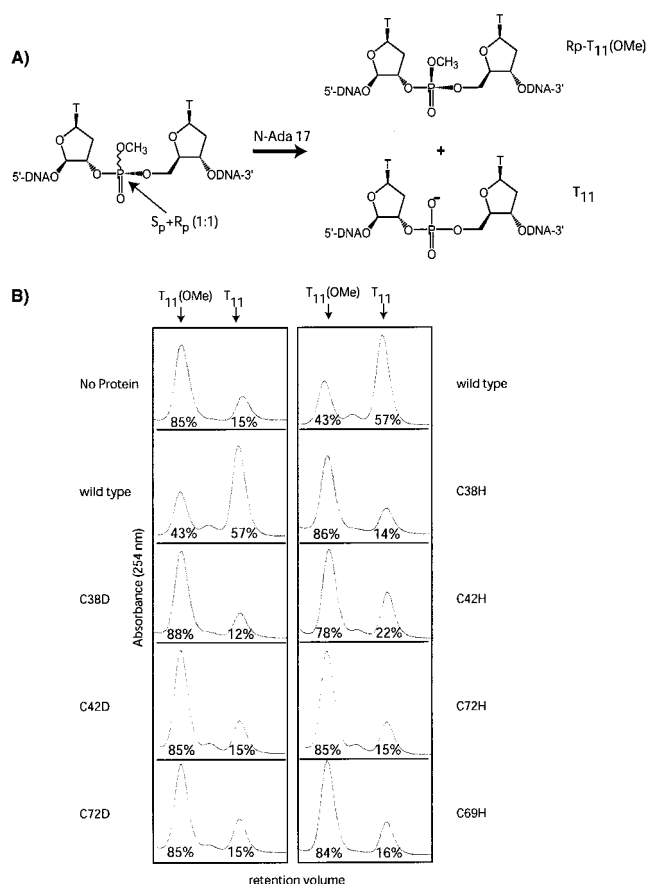 A)
T
T
O
O
OCH3
5'-DNAO
O
P
O
ODNA-3'
O
Rp-T11(OMe)
T
T
O
O
OCH3
5'-DNAO
O
P
O
ODNA-3'
O
Sp+Rp (1:1)
N-Ada 17
+
T
T
O
O
O-
5'-DNAO
O
P
O
ODNA-3'
O
T11
B)
T11(OMe) T11 T11(OMe) T11
No Protein 85% 15% 43% 57% wild type
wild type 43% 57% 86% 14% C38H
C38D 88% 12% 78% 22% C42H
C42D 85% 15% 85% 15% C72H
C72D 85% 15% 84% 16% C69H
Absorbance (254 nm)
retention volume